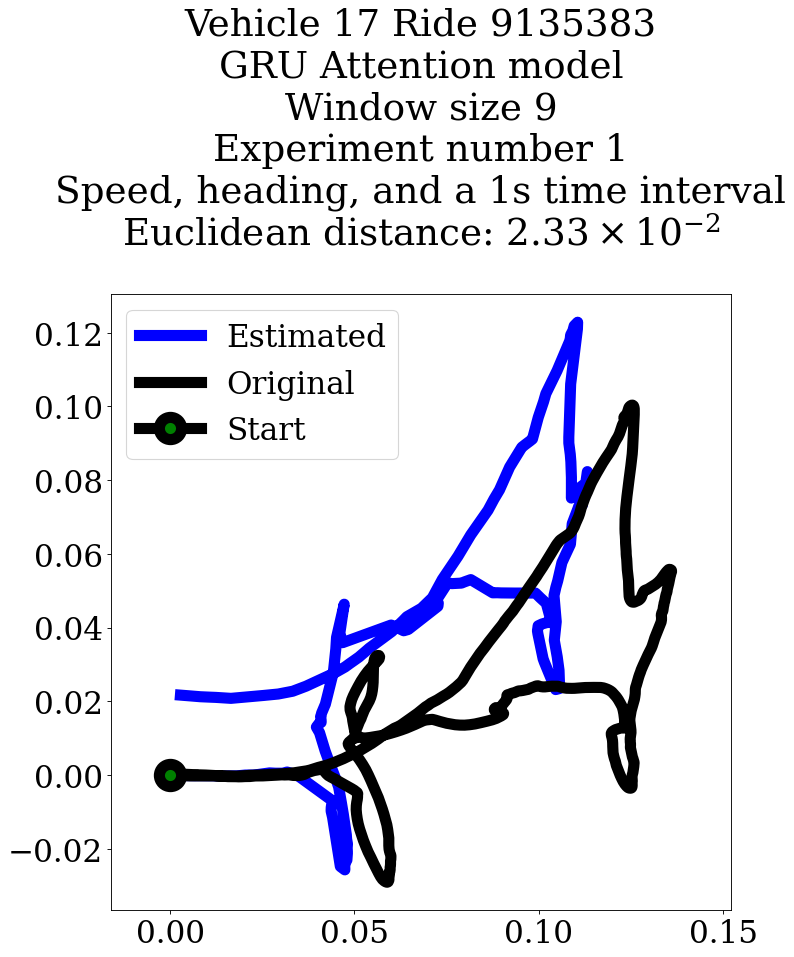 Vehicle 17 Ride 9135383
GRU Attention model
Window size 9
Experiment number 1
Speed, heading, and a 1s time interval
Euclidean distance: 2.33 × 10⁻²
Estimated
Original
Start
0.12
0.10
0.08
0.06
0.04
0.02
0.00
−0.02
0.00 0.05 0.10 0.15